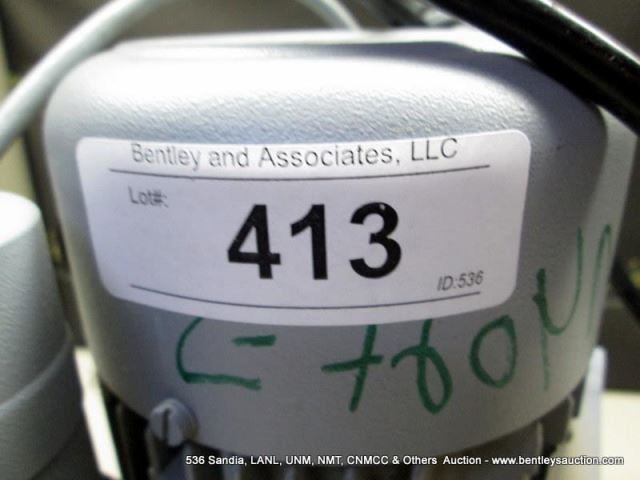 Bentley and Associates, LLC
Lot#:
413
ID:536
536 Sandia, LANL, UNM, NMT, CNMCC & Others Auction - www.bentleysauction.com